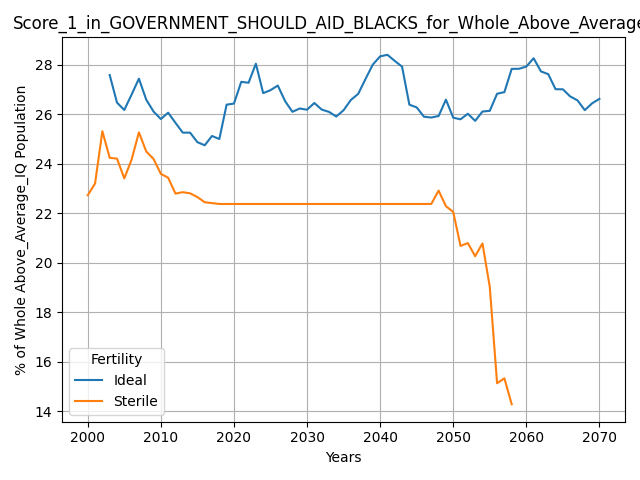 Score_1_in_GOVERNMENT_SHOULD_AID_BLACKS_for_Whole_Above_Average
% of Whole Above_Average_IQ Population
28
26
24
22
20
18
16
14
Fertility
Ideal
Sterile
2000 2010 2020 2030 2040 2050 2060 2070
Years